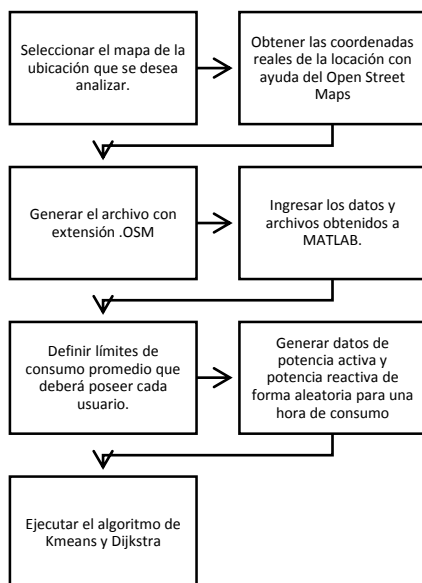 Seleccionar el mapa de la
ubicación que se desea
analizar.
Obtener las coordenadas
reales de la locación con
ayuda del Open Street
Maps
Generar el archivo con
extensión .OSM
Ingresar los datos y
archivos obtenidos a
MATLAB.
Definir límites de
consumo promedio que
deberá poseer cada
usuario.
Generar datos de
potencia activa y
potencia reactiva de
forma aleatoria para una
hora de consumo
Ejecutar el algoritmo de
Kmeans y Dijkstra